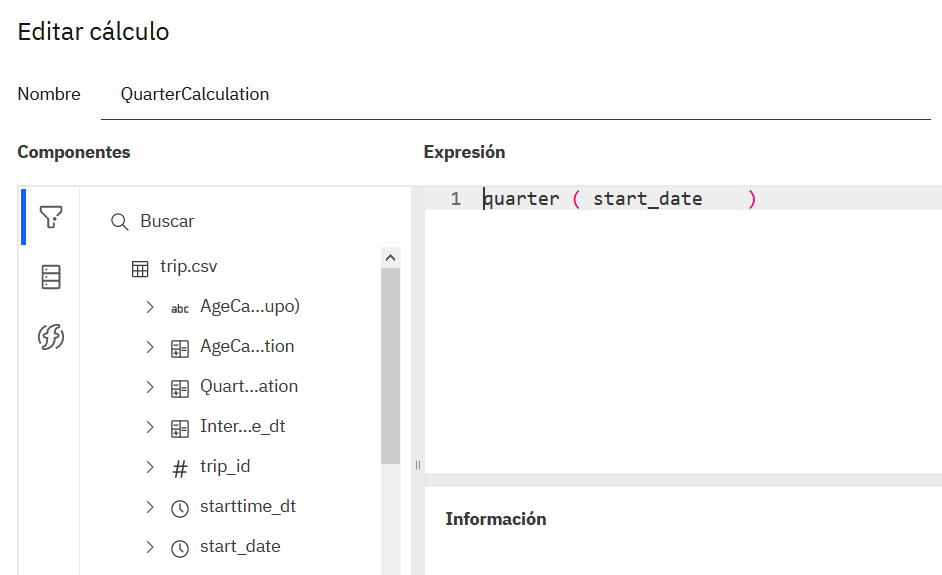 Editar cálculo
Nombre QuarterCalculation
Componentes
Expresión
Buscar
trip.csv
abc AgeCa...upo)
AgeCa...tion
Quart...ation
Inter...e_dt
# trip_id
starttime_dt
start_date
1 quarter ( start_date )
Información